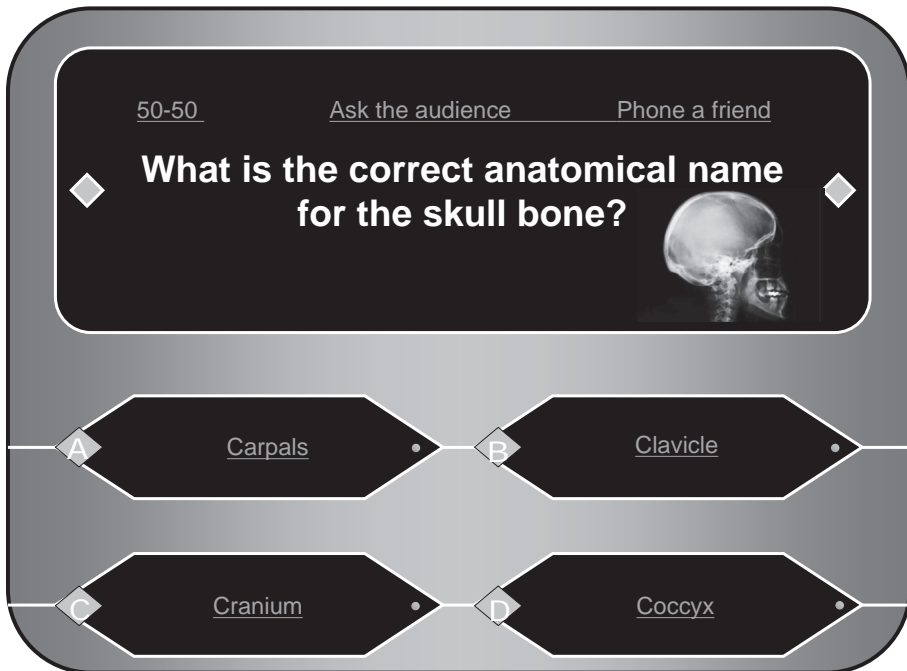 50-50 Ask the audience Phone a friend
What is the correct anatomical name
for the skull bone?
A Carpals
B Clavicle
C Cranium
D Coccyx